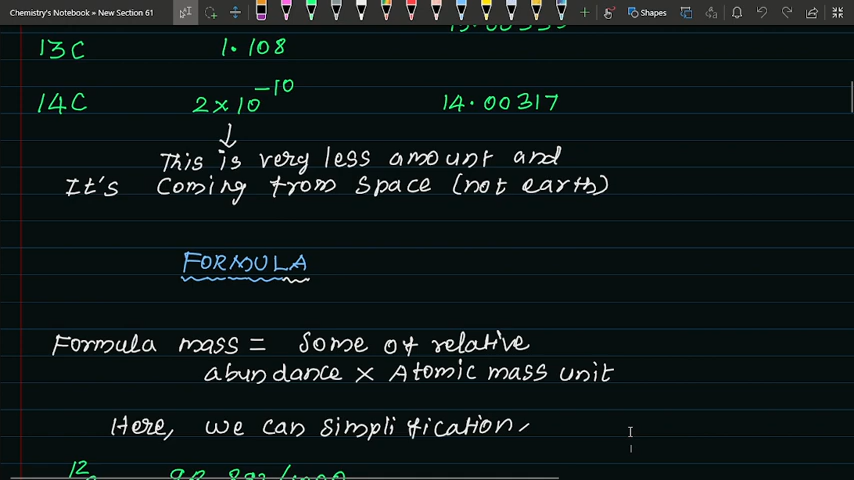 Chemistry's Notebook » New Section 61
Shapes
13C 1.108
14C 2 × 10⁻¹⁰ 14.00317
↓
This is very less amount and
It's Coming from Space (not earth)
FORMULA
Formula mass = Some of relative
abundance × Atomic mass unit
Here, we can simplification,
12